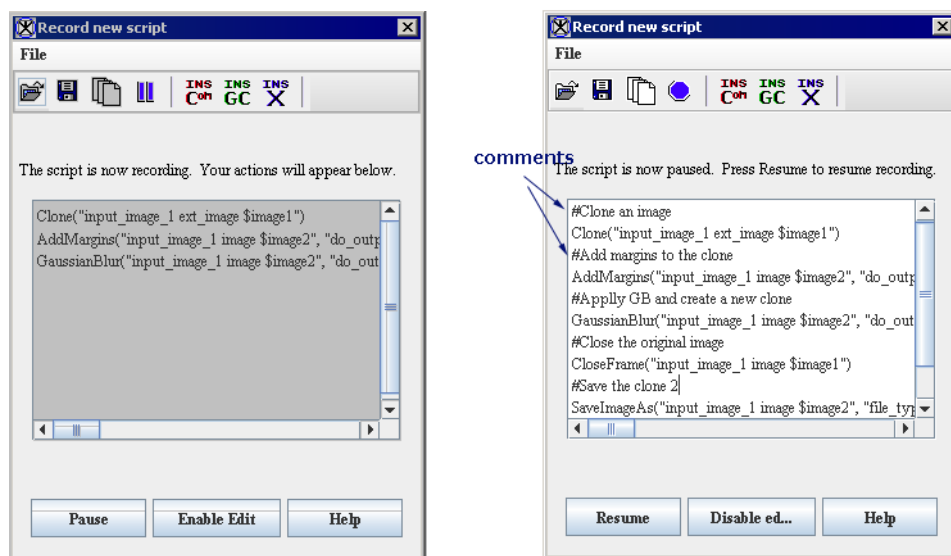 Record new script
File
INS INS INS
Com GC X
The script is now recording. Your actions will appear below.
Clone("input_image_1 ext_image $image1")
AddMargins("input_image_1 image $image2", "do_outp
GaussianBlur("input_image_1 image $image2", "do_out
Pause Enable Edit Help
Record new script
File
INS INS INS
Com GC X
comments
The script is now paused. Press Resume to resume recording.
#Clone an image
Clone("input_image_1 ext_image $image1")
#Add margins to the clone
AddMargins("input_image_1 image $image2", "do_outp
#Applly GB and create a new clone
GaussianBlur("input_image_1 image $image2", "do_out
#Close the original image
CloseFrame("input_image_1 image $image1")
#Save the clone 2
SaveImageAs("input_image_1 image $image2", "file_typ
Resume Disable ed... Help